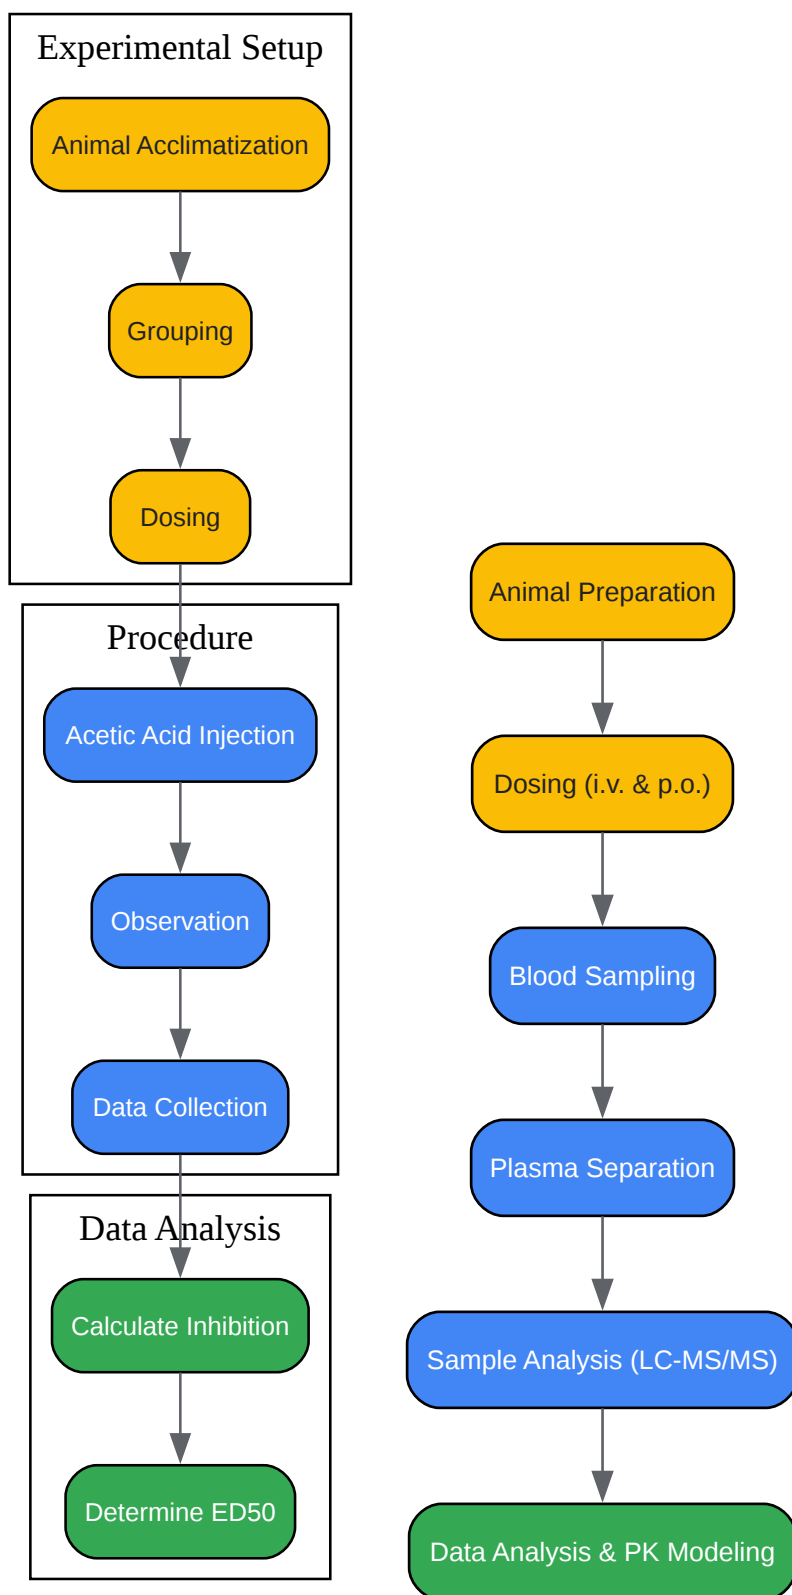 Experimental Setup
Animal Acclimatization
Grouping
Dosing
Procedure
Acetic Acid Injection
Observation
Data Collection
Data Analysis
Calculate Inhibition
Determine ED50
Animal Preparation
Dosing (i.v. & p.o.)
Blood Sampling
Plasma Separation
Sample Analysis (LC-MS/MS)
Data Analysis & PK Modeling